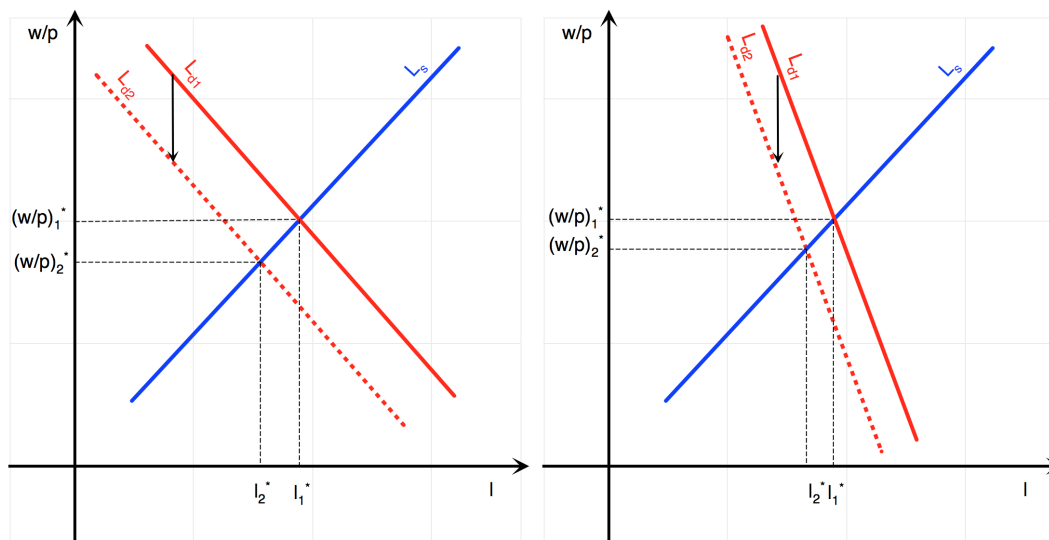 w/p
L_d2
L_d1
L_s
(w/p)_1^*
(w/p)_2^*
l_2^*
l_1^*
l
w/p
L_d2
L_d1
L_s
(w/p)_1^*
(w/p)_2^*
l_2^*
l_1^*
l